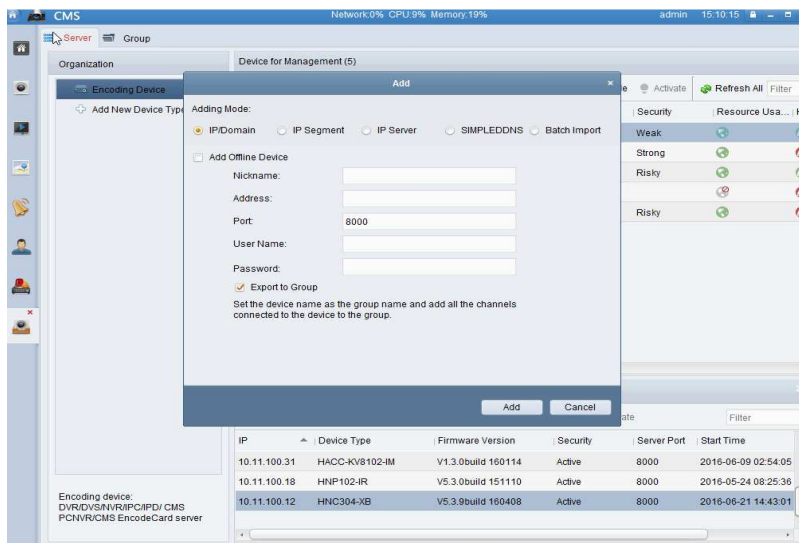 CMS
Network:0% CPU:9% Memory:19%
admin 15:10:15
Server Group
Organization
Device for Management (5)
Encoding Device
Add New Device Type
Activate Refresh All Filter
Security Resource Usa...
Weak
Strong
Risky
Risky
Add
Adding Mode:
IP/Domain IP Segment IP Server SIMPLEDDNS Batch Import
Add Offline Device
Nickname:
Address:
Port: 8000
User Name:
Password:
Export to Group
Set the device name as the group name and add all the channels
connected to the device to the group.
Add Cancel
Filter
IP Device Type Firmware Version Security Server Port Start Time
10.11.100.31 HACC-KV8102-IM V1.3.0build 160114 Active 8000 2016-06-09 02:54:05
10.11.100.18 HNP102-IR V5.3.0build 151110 Active 8000 2016-05-24 08:25:36
10.11.100.12 HNC304-XB V5.3.9build 160408 Active 8000 2016-06-21 14:43:01
Encoding device:
DVR/DVS/NVR/IPC/IPD/ CMS
PCNVR/CMS EncodeCard server